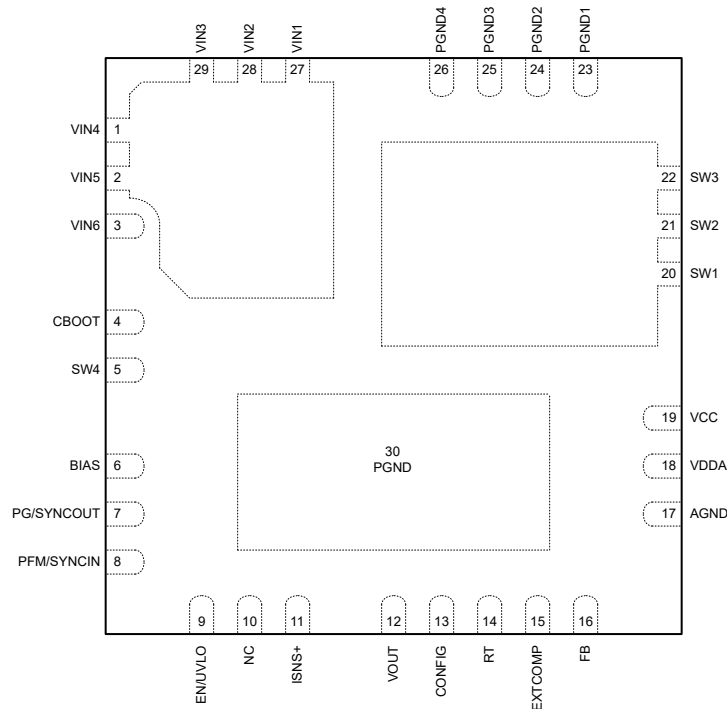 VIN3
VIN2
VIN1
PGND4
PGND3
PGND2
PGND1
29
28
27
26
25
24
23
VIN4 1
VIN5 2
VIN6 3
CBOOT 4
SW4 5
BIAS 6
PG/SYNCOUT 7
PFM/SYNCIN 8
22 SW3
21 SW2
20 SW1
19 VCC
18 VDDA
17 AGND
30
PGND
9
10
11
12
13
14
15
16
EN/UVLO
NC
ISNS+
VOUT
CONFIG
RT
EXTCOMP
FB